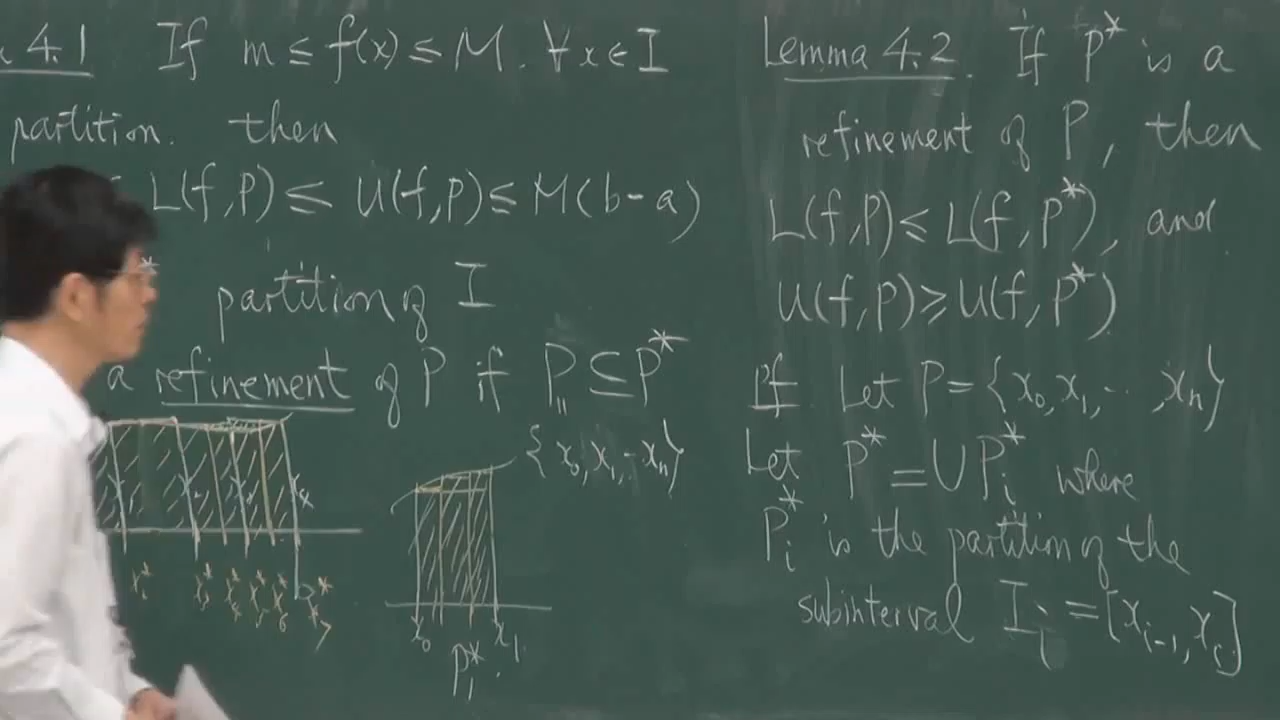 4.1 If m ≤ f(x) ≤ M. ∀x∈I
partition. then
L(f,P) ≤ U(f,P) ≤ M(b-a)
partition of I
a refinement of P if P ⊆ P*
{x₀, x₁, ‑‑ xₙ}
x₀ x₁
P₁*
Lemma 4.2. If P* is a
refinement of P, then
L(f,P) ≤ L(f,P*), and
U(f,P) ≥ U(f,P*)
Pf Let P = {x₀, x₁, ‑‑ , xₙ}
Let P* = ∪Pᵢ* where
Pᵢ* is the partition of the
subinterval Iᵢ = [xᵢ₋₁, xᵢ]